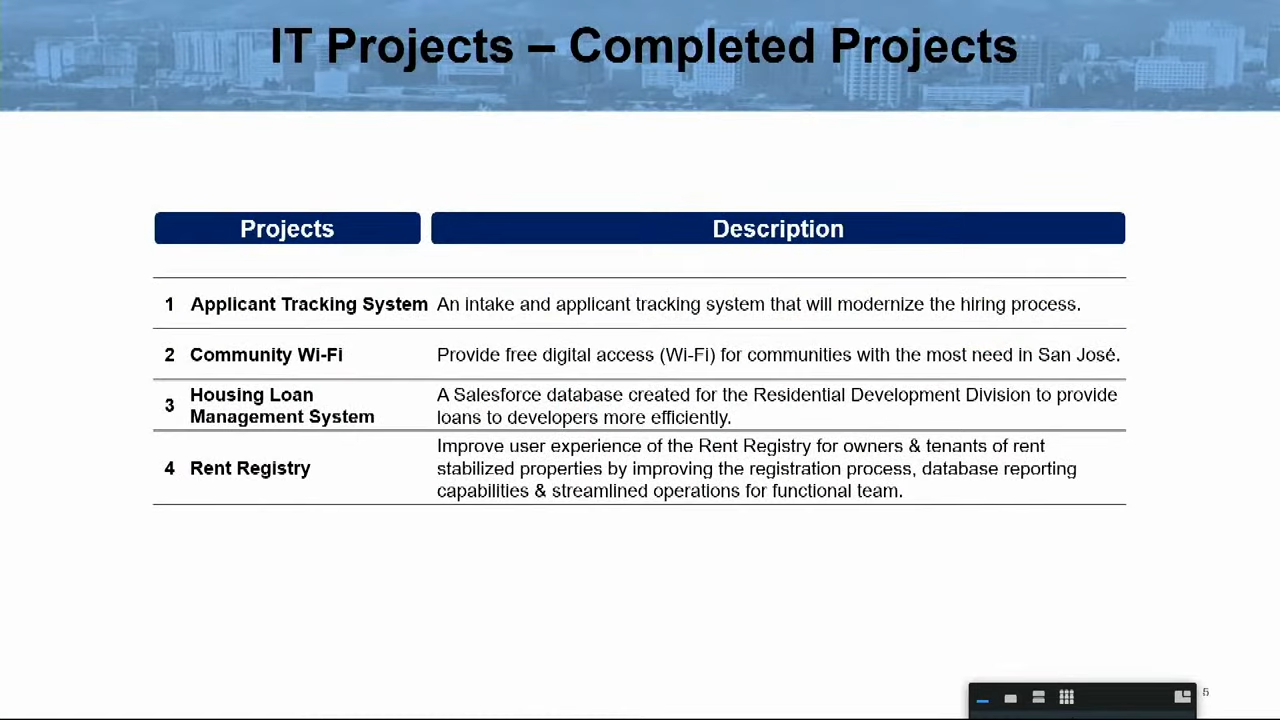 IT Projects – Completed Projects
Projects Description
1 Applicant Tracking System An intake and applicant tracking system that will modernize the hiring process.
2 Community Wi-Fi Provide free digital access (Wi-Fi) for communities with the most need in San José.
3 Housing Loan
Management System
A Salesforce database created for the Residential Development Division to provide
loans to developers more efficiently.
4 Rent Registry
Improve user experience of the Rent Registry for owners & tenants of rent
stabilized properties by improving the registration process, database reporting
capabilities & streamlined operations for functional team.
5